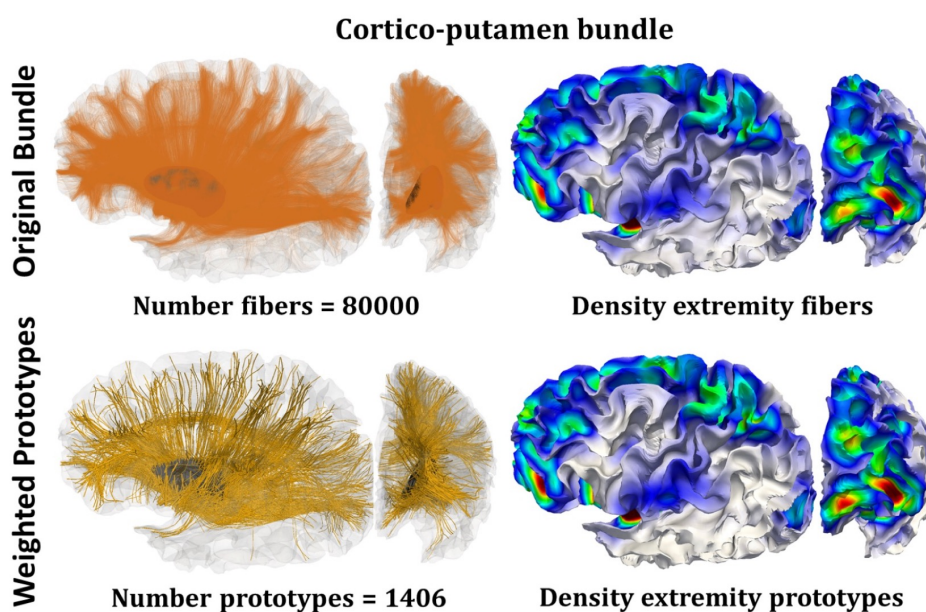 Cortico-putamen bundle
Original Bundle
Number fibers = 80000
Density extremity fibers
Weighted Prototypes
Number prototypes = 1406
Density extremity prototypes